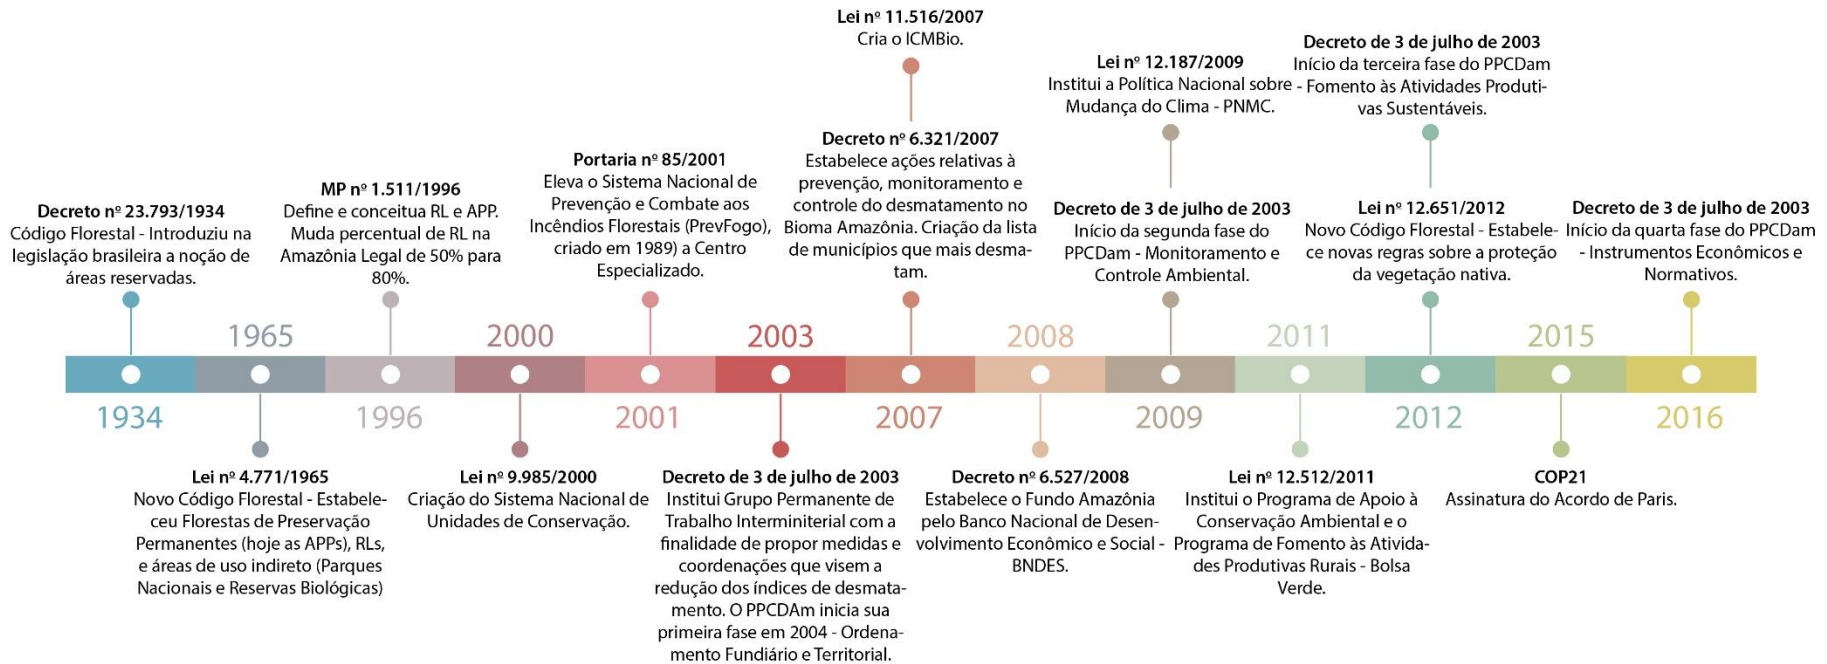 Decreto nº 23.793/1934
Código Florestal - Introduziu na
legislação brasileira a noção de
áreas reservadas.
1934
1965
Lei nº 4.771/1965
Novo Código Florestal - Estabele-
ceu Florestas de Preservação
Permanentes (hoje as APPs), RLs,
e áreas de uso indireto (Parques
Nacionais e Reservas Biológicas)
MP nº 1.511/1996
Define e conceitua RL e APP.
Muda percentual de RL na
Amazônia Legal de 50% para
80%.
1996
2000
Lei nº 9.985/2000
Criação do Sistema Nacional de
Unidades de Conservação.
Portaria nº 85/2001
Eleva o Sistema Nacional de
Prevenção e Combate aos
Incêndios Florestais (PrevFogo),
criado em 1989) a Centro
Especializado.
2001
2003
Decreto de 3 de julho de 2003
Institui Grupo Permanente de
Trabalho Interminiterial com a
finalidade de propor medidas e
coordenações que visem a
redução dos índices de desmata-
mento. O PPCDAm inicia sua
primeira fase em 2004 - Ordena-
mento Fundiário e Territorial.
Lei nº 11.516/2007
Cria o ICMBio.
Decreto nº 6.321/2007
Estabelece ações relativas à
prevenção, monitoramento e
controle do desmatamento no
Bioma Amazônia. Criação da lista
de municípios que mais desma-
tam.
2007
2008
Decreto nº 6.527/2008
Estabelece o Fundo Amazônia
pelo Banco Nacional de Desen-
volvimento Econômico e Social -
BNDES.
Lei nº 12.187/2009
Institui a Política Nacional sobre
Mudança do Clima - PNMC.
Decreto de 3 de julho de 2003
Início da segunda fase do
PPCDam - Monitoramento e
Controle Ambiental.
2009
2011
Lei nº 12.512/2011
Institui o Programa de Apoio à
Conservação Ambiental e o
Programa de Fomento às Ativida-
des Produtivas Rurais - Bolsa
Verde.
Decreto de 3 de julho de 2003
Início da terceira fase do PPCDam
- Fomento às Atividades Produti-
vas Sustentáveis.
Lei nº 12.651/2012
Novo Código Florestal - Estabele-
ce novas regras sobre a proteção
da vegetação nativa.
2012
2015
COP21
Assinatura do Acordo de Paris.
Decreto de 3 de julho de 2003
Início da quarta fase do PPCDam
- Instrumentos Econômicos e
Normativos.
2016